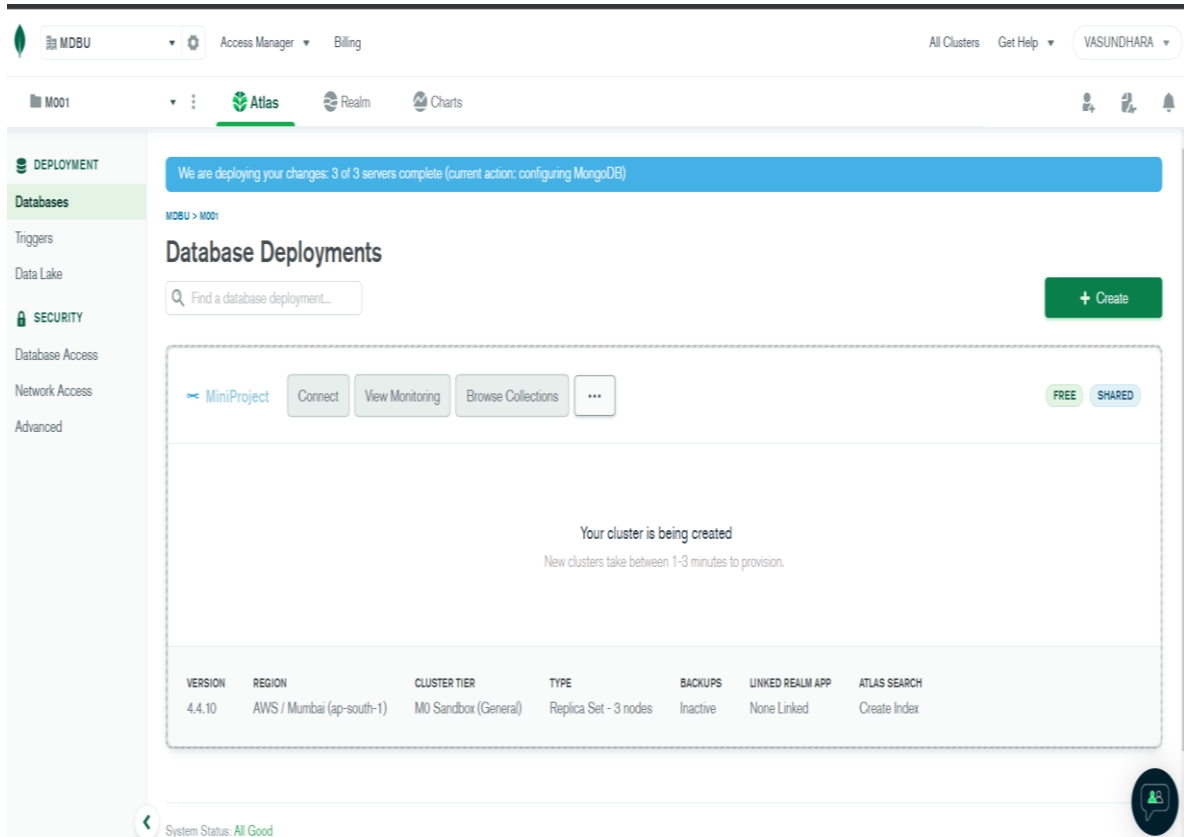 MDBU Access Manager Billing All Clusters Get Help VASUNDHARA
M001 Atlas Realm Charts
DEPLOYMENT
Databases
Triggers
Data Lake
SECURITY
Database Access
Network Access
Advanced
We are deploying your changes: 3 of 3 servers complete (current action: configuring MongoDB)
MDBU > M001
Database Deployments
Find a database deployment...
+ Create
MiniProject Connect View Monitoring Browse Collections ... FREE SHARED
Your cluster is being created
New clusters take between 1-3 minutes to provision.
VERSION REGION CLUSTER TIER TYPE BACKUPS LINKED REALM APP ATLAS SEARCH
4.4.10 AWS / Mumbai (ap-south-1) M0 Sandbox (General) Replica Set - 3 nodes Inactive None Linked Create Index
System Status: All Good